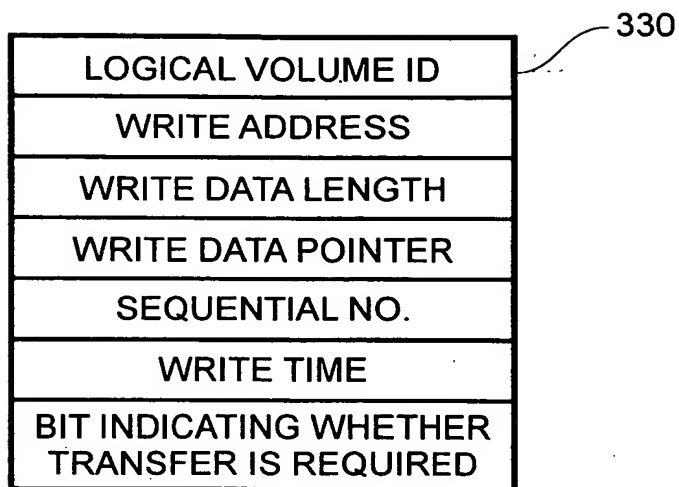 330
LOGICAL VOLUME ID
WRITE ADDRESS
WRITE DATA LENGTH
WRITE DATA POINTER
SEQUENTIAL NO.
WRITE TIME
BIT INDICATING WHETHER
TRANSFER IS REQUIRED